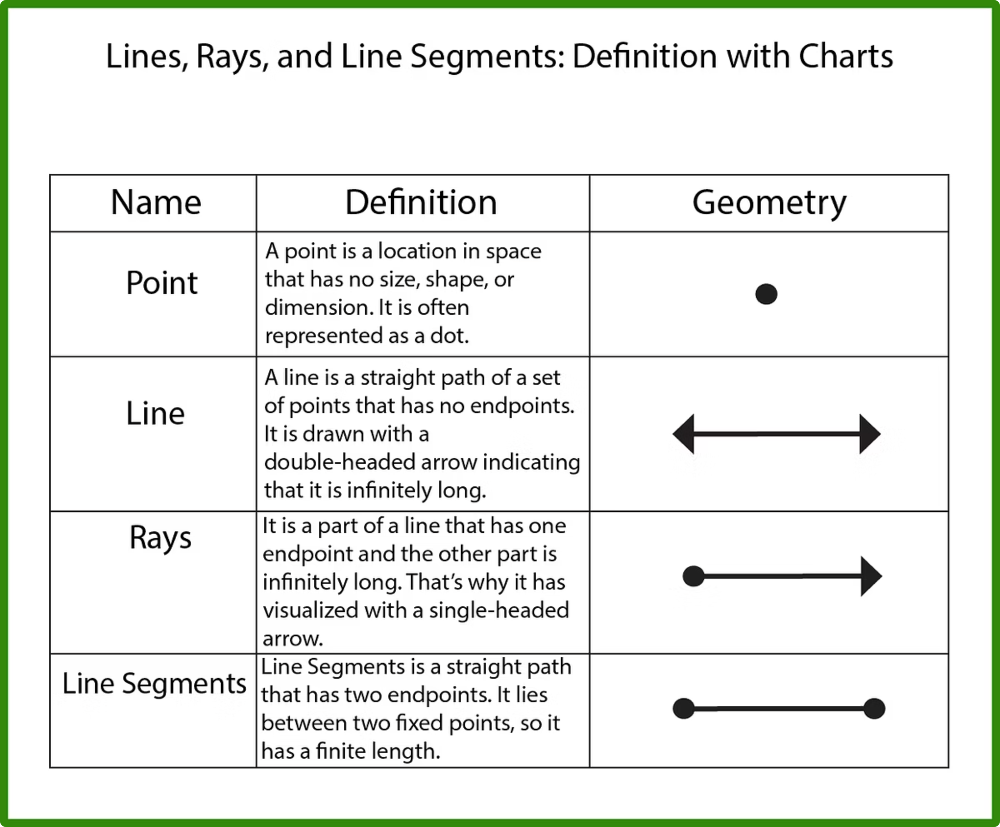 Lines, Rays, and Line Segments: Definition with Charts
Name
Definition
Geometry
Point
A point is a location in space
that has no size, shape, or
dimension. It is often
represented as a dot.
Line
A line is a straight path of a set
of points that has no endpoints.
It is drawn with a
double-headed arrow indicating
that it is infinitely long.
Rays
It is a part of a line that has one
endpoint and the other part is
infinitely long. That’s why it has
visualized with a single-headed
arrow.
Line Segments
Line Segments is a straight path
that has two endpoints. It lies
between two fixed points, so it
has a finite length.